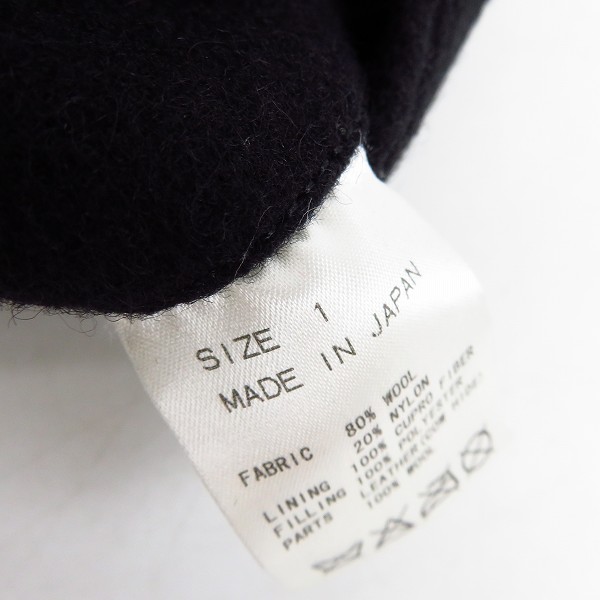 SIZE 1
MADE IN JAPAN
FABRIC 80% WOOL
20% NYLON
LINING 100% CUPRO FIBER
FILLING 100% POLYESTER
PARTS LEATHER(COW HIDE)
100% WOOL